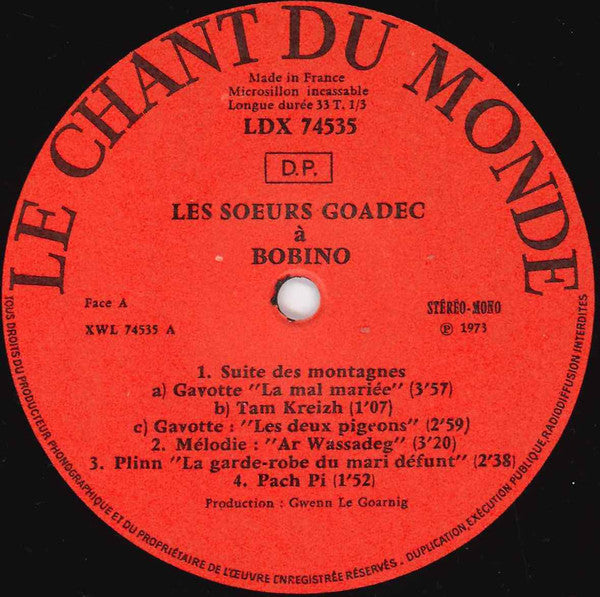 LE CHANT DU MONDE
Made in France
Microsillon incassable
Longue durée 33 T. 1/3
LDX 74535
D.P.
LES SOEURS GOADEC
à
BOBINO
Face A
XWL 74535 A
STÉRÉO-MONO
℗ 1973
1. Suite des montagnes
a) Gavotte "La mal mariée" (3'57)
b) Tam Kreizh (1'07)
c) Gavotte : "Les deux pigeons" (2'59)
2. Mélodie : "Ar Wassadeg" (3'20)
3. Plinn "La garde-robe du mari défunt" (2'38)
4. Pach Pi (1'52)
Production : Gwenn Le Goarnig
TOUS DROITS DU PRODUCTEUR PHONOGRAPHIQUE ET DU PROPRIÉTAIRE DE L'ŒUVRE ENREGISTRÉE RÉSERVÉS. DUPLICATION, EXÉCUTION PUBLIQUE, RADIODIFFUSION INTERDITES